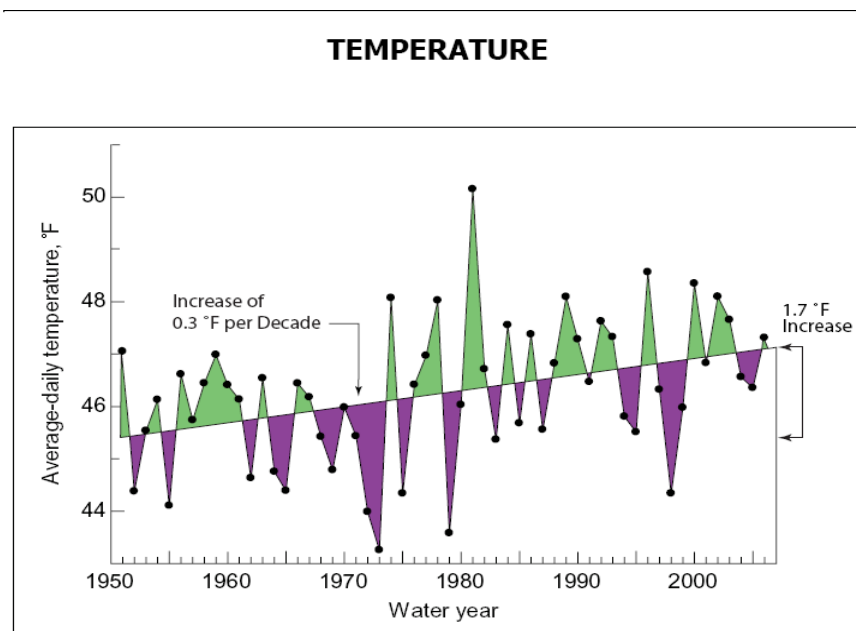 TEMPERATURE
50
48
46
44
Average-daily temperature, °F
Increase of
0.3 °F per Decade
1.7 °F
Increase
1950
1960
1970
1980
1990
2000
Water year